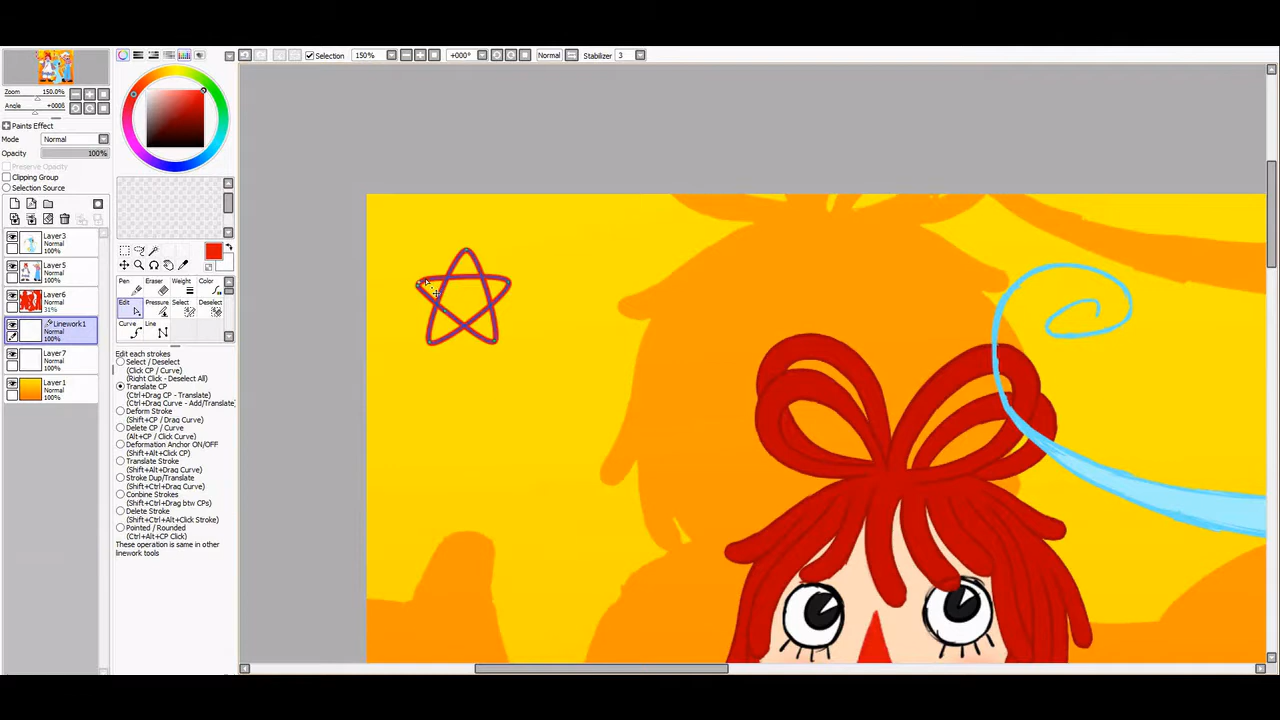 Selection 150% +000° Normal Stabilizer 3
Zoom 150.0%
Angle +0006
Paints Effect
Mode Normal
Opacity 100%
Preserve Opacity
Clipping Group
Selection Source
Layer3
Normal
100%
Layer5
Normal
100%
Layer6
Normal
31%
Linework1
Normal
100%
Layer7
Normal
100%
Layer1
Normal
100%
Pen Eraser Weight Color
Edit Pressure Select Deselect
Curve Line
Edit each strokes
Select / Deselect
(Click CP / Curve)
(Right Click - Deselect All)
Translate CP
(Ctrl+Drag CP - Translate)
(Ctrl+Drag Curve - Add/Translate)
Deform Stroke
(Shift+CP / Drag Curve)
Delete CP / Curve
(Alt+CP / Click Curve)
Deformation Anchor ON/OFF
(Shift+Alt+Click CP)
Translate Stroke
(Shift+Alt+Drag Curve)
Stroke Dup/Translate
(Shift+Ctrl+Drag Curve)
Conbine Strokes
(Shift+Ctrl+Drag btw CPs)
Delete Stroke
(Shift+Ctrl+Alt+Click Stroke)
Pointed / Rounded
(Ctrl+Alt+CP Click)
These operation is same in other
linework tools